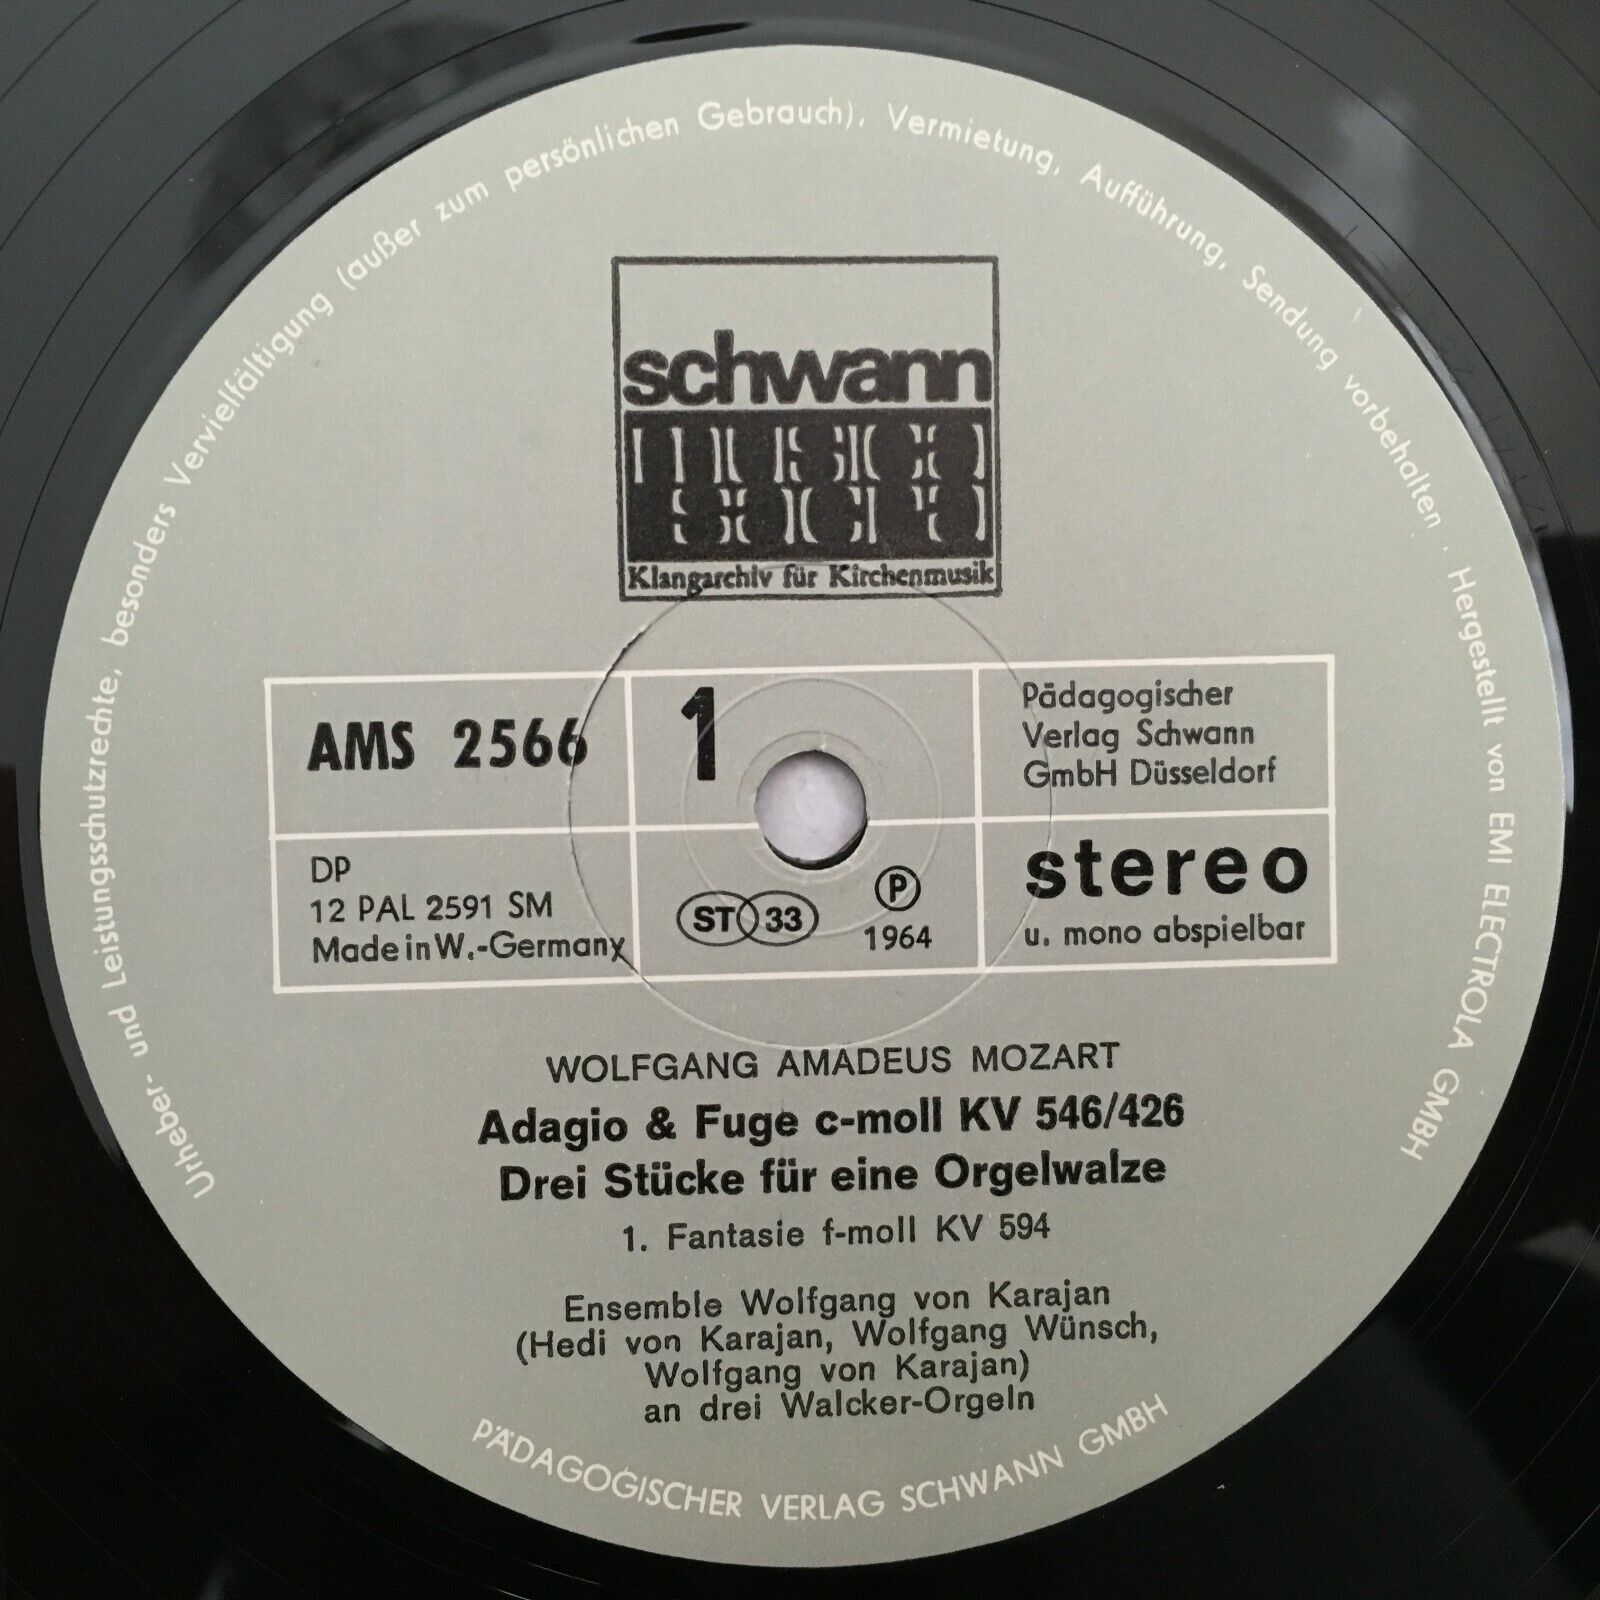 Urheber- und Leistungsschutzrechte, besonders Vervielfältigung (außer zum persönlichen Gebrauch), Vermietung, Aufführung, Sendung vorbehalten . Hergestellt von EMI ELECTROLA GMBH
schwann
Klangarchiv für Kirchenmusik
AMS 2566
1
Pädagogischer
Verlag Schwann
GmbH Düsseldorf
DP
12 PAL 2591 SM
Made in W.-Germany
ST 33
P
1964
stereo
u. mono abspielbar
WOLFGANG AMADEUS MOZART
Adagio & Fuge c-moll KV 546/426
Drei Stücke für eine Orgelwalze
1. Fantasie f-moll KV 594
Ensemble Wolfgang von Karajan
(Hedi von Karajan, Wolfgang Wünsch,
Wolfgang von Karajan)
an drei Walcker-Orgeln
PÄDAGOGISCHER VERLAG SCHWANN GMBH